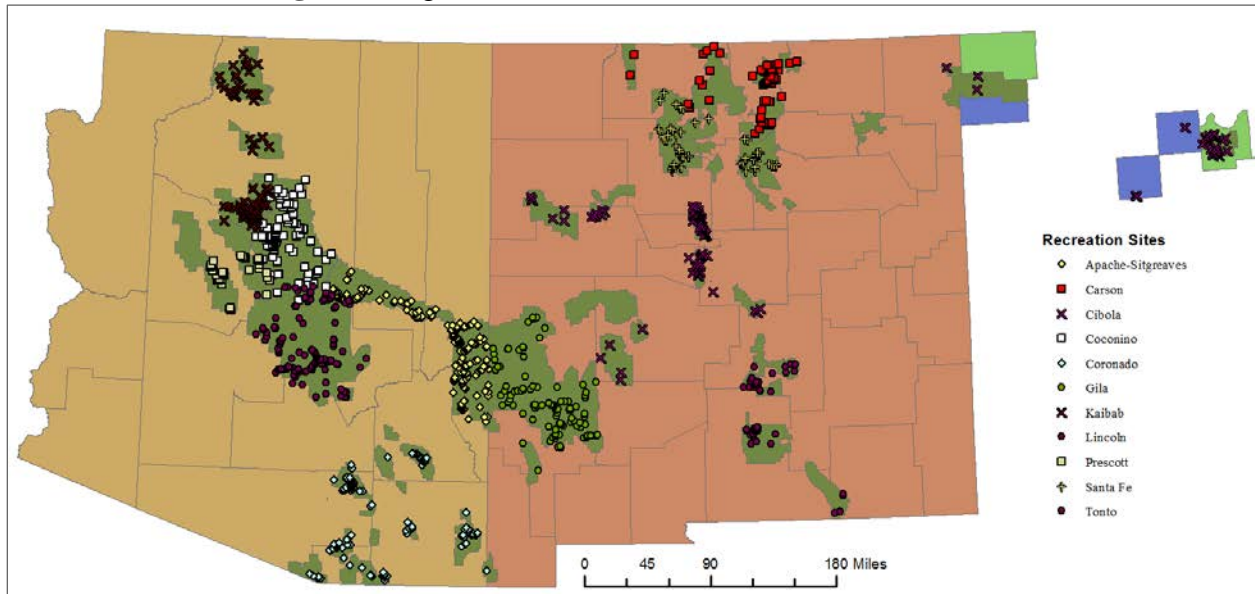 Recreation Sites
Apache-Sitgreaves
Carson
Cibola
Coconino
Coronado
Gila
Kaibab
Lincoln
Prescott
Santa Fe
Tonto
0 45 90 180 Miles